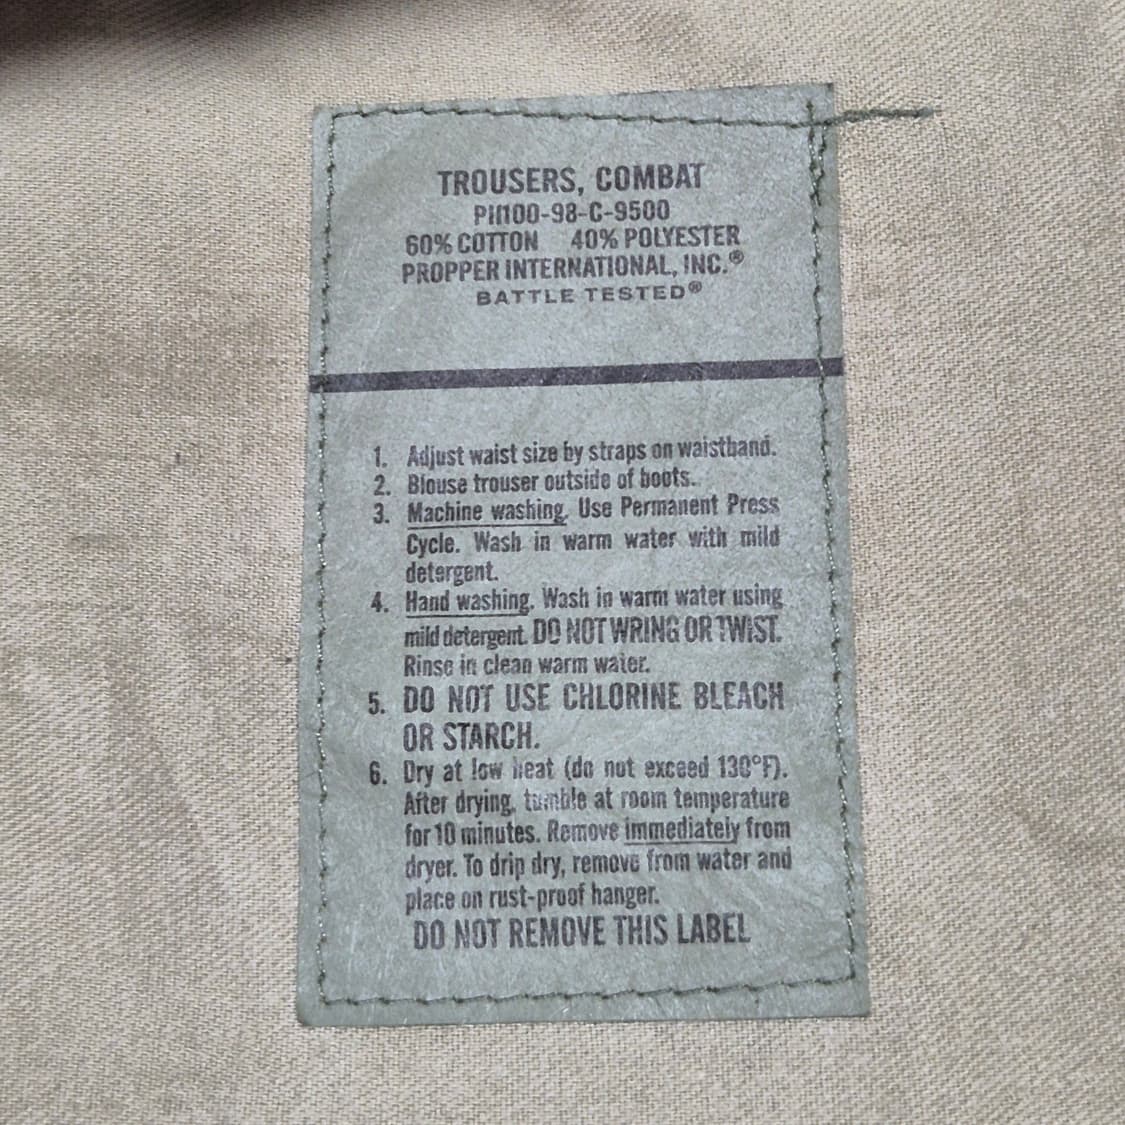 TROUSERS, COMBAT
PII100-98-C-9500
60% COTTON 40% POLYESTER
PROPPER INTERNATIONAL, INC.®
BATTLE TESTED®
1. Adjust waist size by straps on waistband.
2. Blouse trouser outside of boots.
3. Machine washing. Use Permanent Press
Cycle. Wash in warm water with mild
detergent.
4. Hand washing. Wash in warm water using
mild detergent. DO NOT WRING OR TWIST.
Rinse in clean warm water.
5. DO NOT USE CHLORINE BLEACH
OR STARCH.
6. Dry at low heat (do not exceed 130°F).
After drying, tumble at room temperature
for 10 minutes. Remove immediately from
dryer. To drip dry, remove from water and
place on rust-proof hanger.
DO NOT REMOVE THIS LABEL